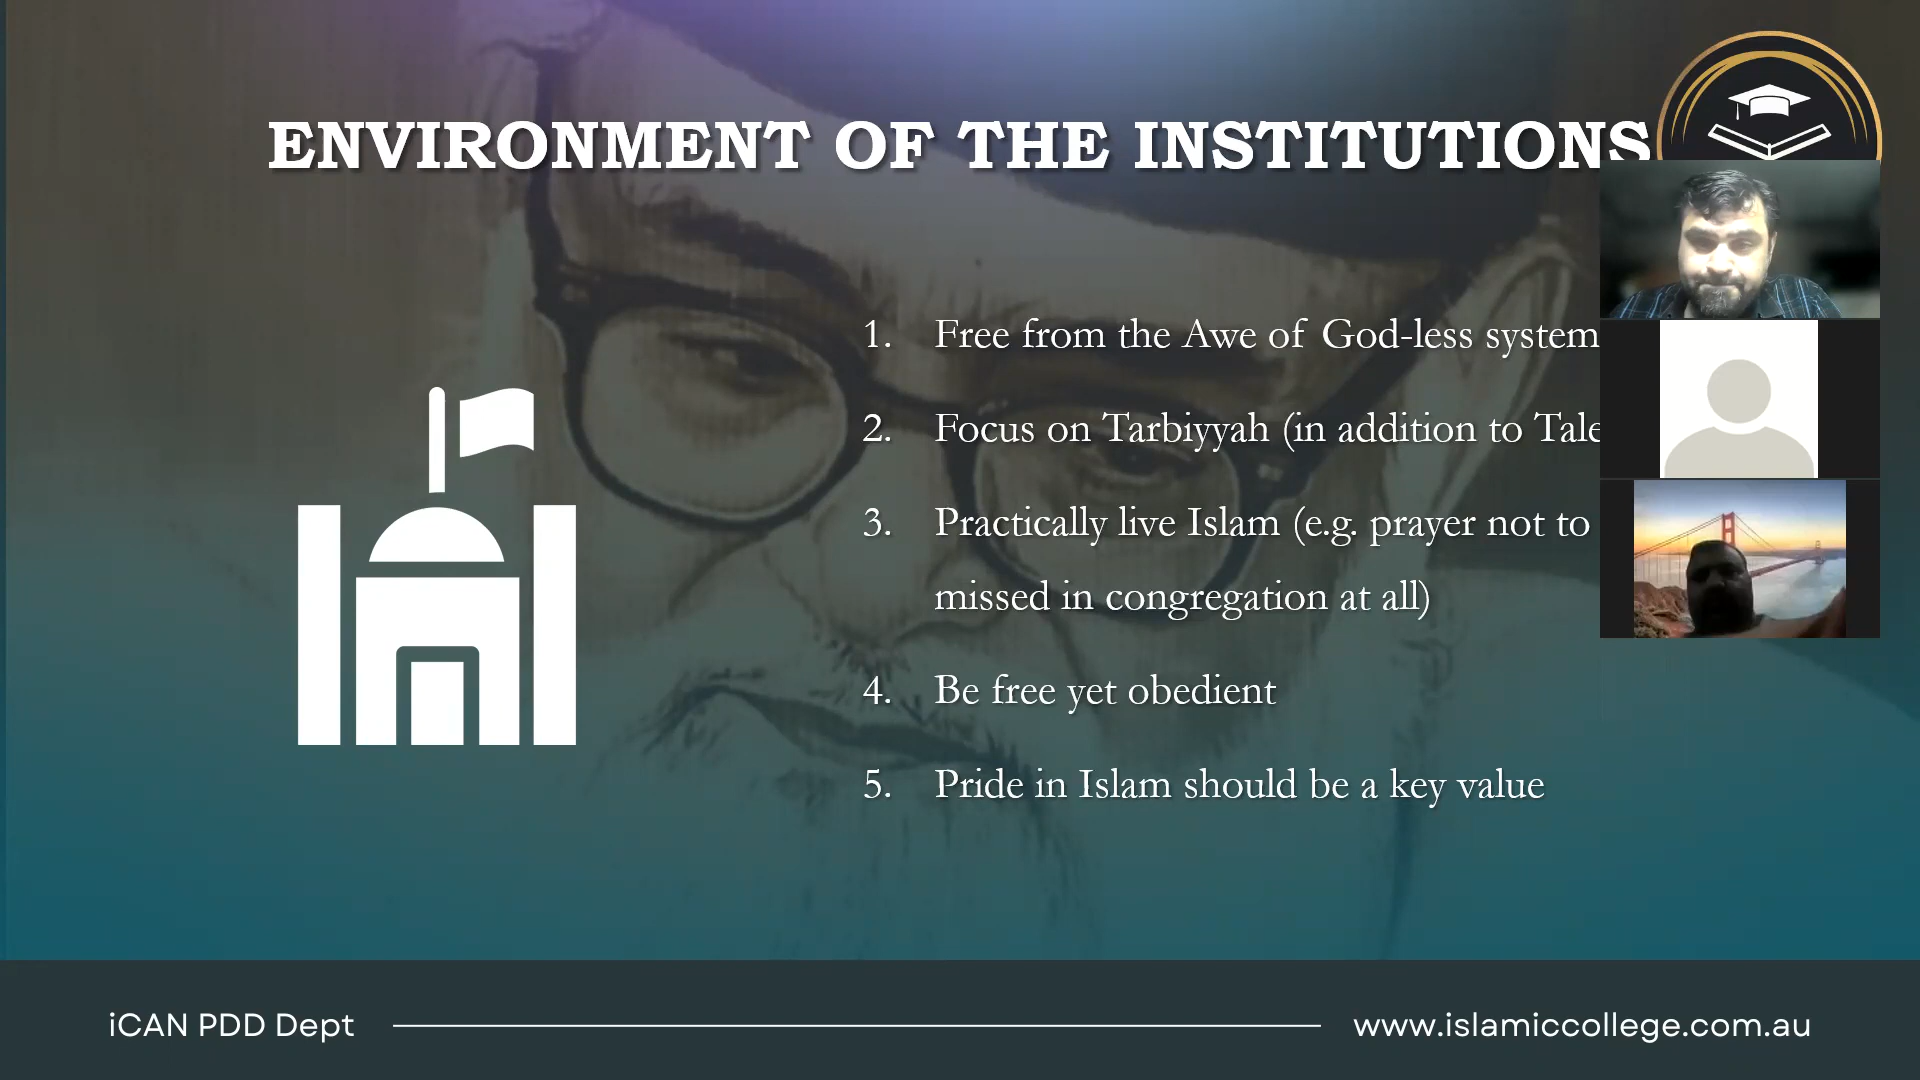 ENVIRONMENT OF THE INSTITUTIONS
1. Free from the Awe of God-less system
2. Focus on Tarbiyyah (in addition to
3. Practically live Islam (e.g. prayer not to
missed in congregation at all)
4. Be free yet obedient
5. Pride in Islam should be a key value
iCAN PDD Dept
www.islamiccollege.com.au